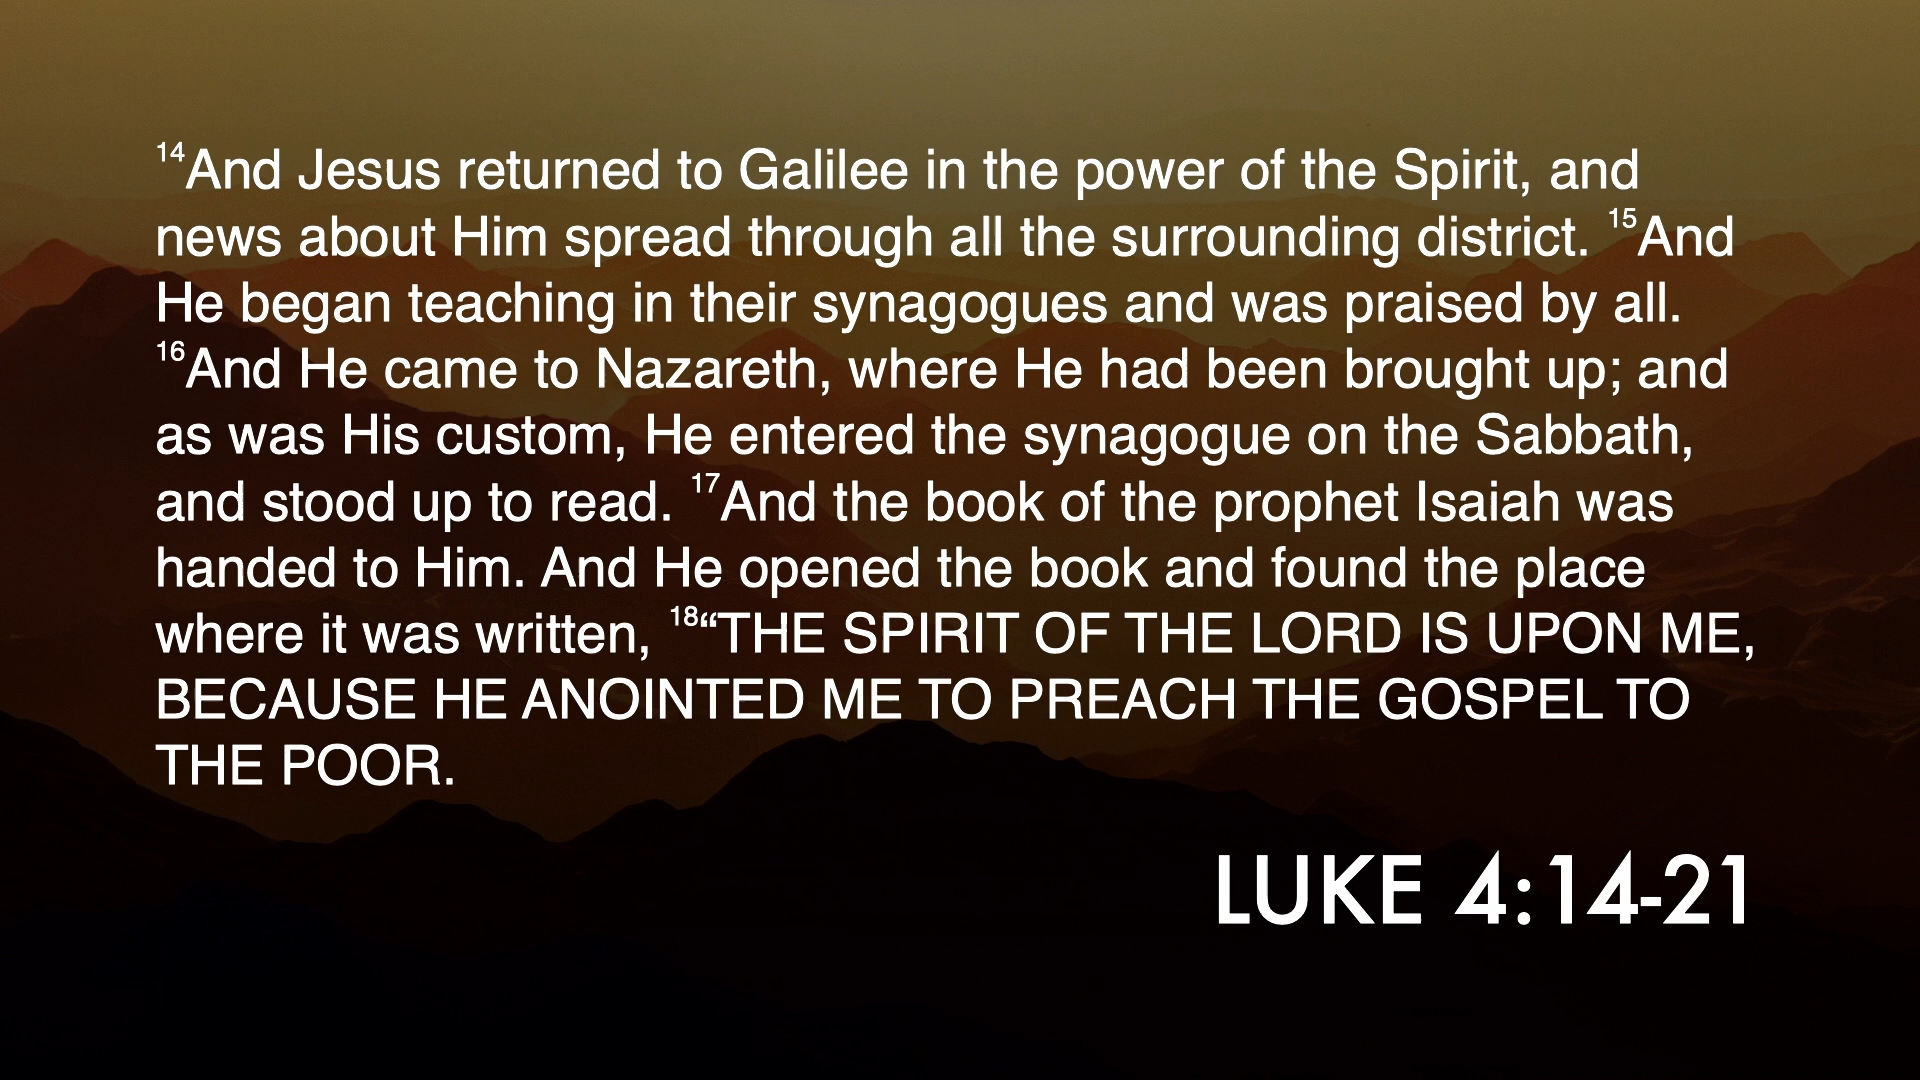 ¹⁴And Jesus returned to Galilee in the power of the Spirit, and
news about Him spread through all the surrounding district. ¹⁵And
He began teaching in their synagogues and was praised by all.
¹⁶And He came to Nazareth, where He had been brought up; and
as was His custom, He entered the synagogue on the Sabbath,
and stood up to read. ¹⁷And the book of the prophet Isaiah was
handed to Him. And He opened the book and found the place
where it was written, ¹⁸“THE SPIRIT OF THE LORD IS UPON ME,
BECAUSE HE ANOINTED ME TO PREACH THE GOSPEL TO
THE POOR.
LUKE 4:14-21